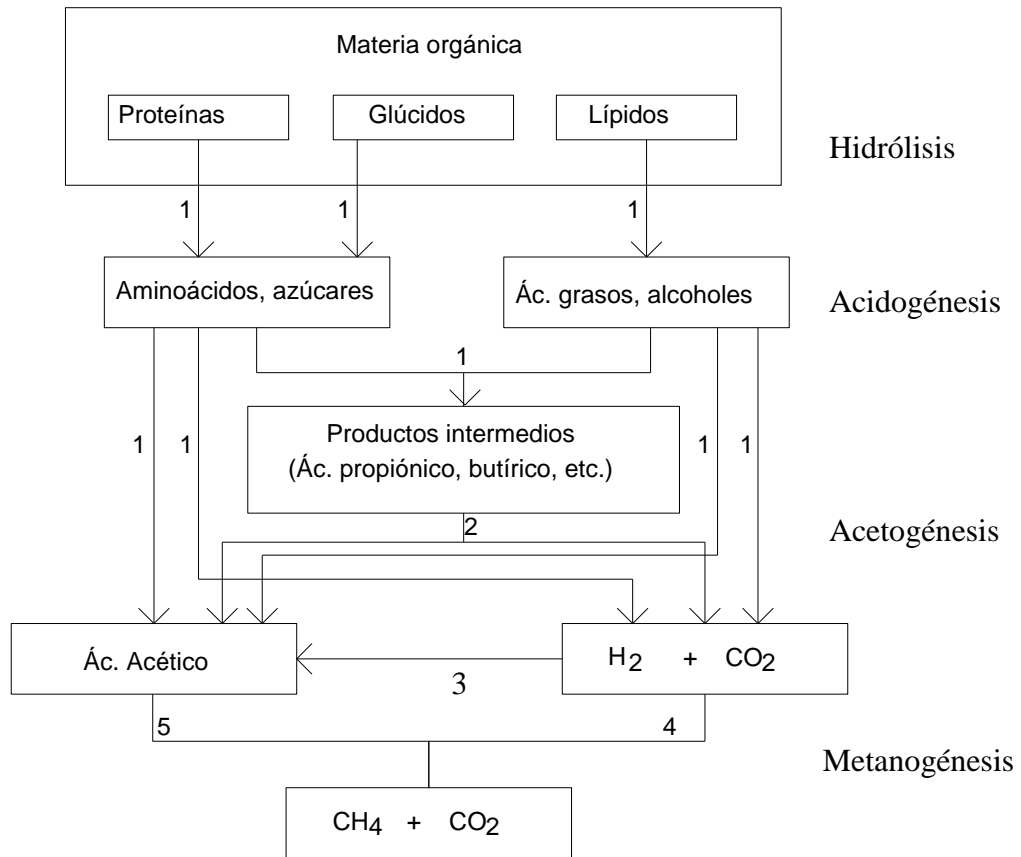 Materia orgánica
Proteínas
Glúcidos
Lípidos
Hidrólisis
1
1
1
Aminoácidos, azúcares
Ác. grasos, alcoholes
Acidogénesis
1
Productos intermedios
(Ác. propiónico, butírico, etc.)
1
1
1
1
2
Acetogénesis
Ác. Acético
H2 + CO2
3
5
4
Metanogénesis
CH4 + CO2